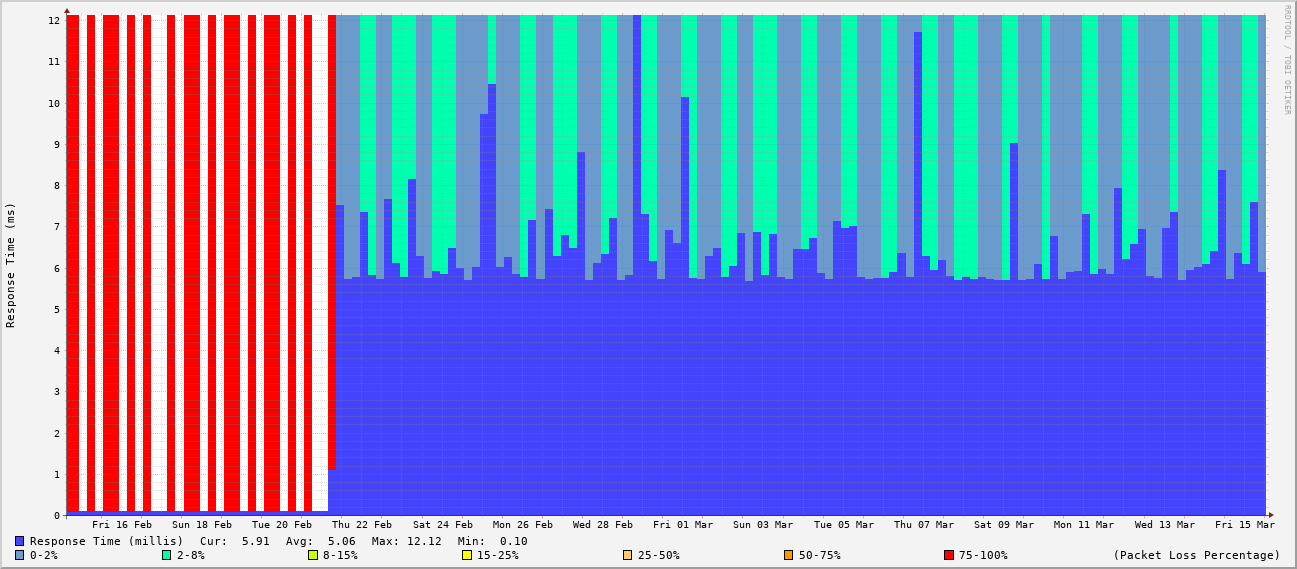 RRDTOOL / TOBI OETIKER
Response Time (ms)
12
11
10
9
8
7
6
5
4
3
2
1
0
Fri 16 Feb Sun 18 Feb Tue 20 Feb Thu 22 Feb Sat 24 Feb Mon 26 Feb Wed 28 Feb Fri 01 Mar Sun 03 Mar Tue 05 Mar Thu 07 Mar Sat 09 Mar Mon 11 Mar Wed 13 Mar Fri 15 Mar
Response Time (millis) Cur: 5.91 Avg: 5.06 Max: 12.12 Min: 0.10
0-2% 2-8% 8-15% 15-25% 25-50% 50-75% 75-100% (Packet Loss Percentage)